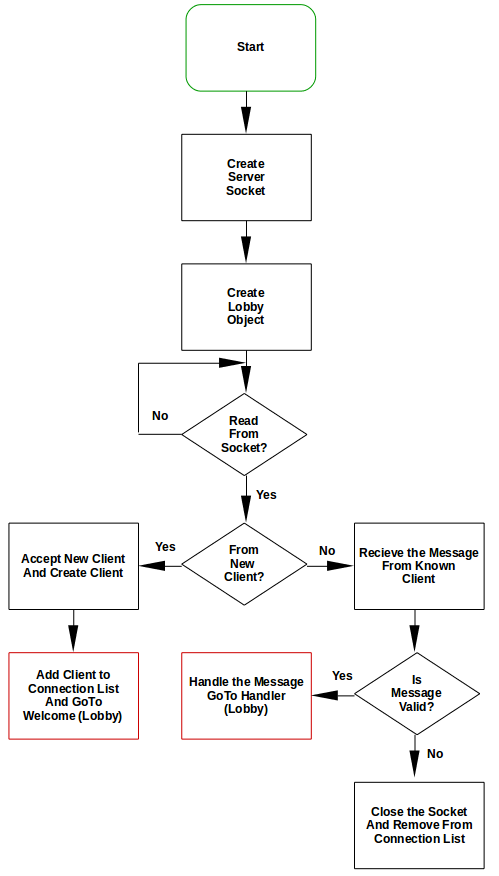 Start
Create
Server
Socket
Create
Lobby
Object
No
Read
From
Socket?
Yes
Accept New Client
And Create Client
Yes
From
New
Client?
No
Recieve the Message
From Known
Client
Add Client to
Connection List
And GoTo
Welcome (Lobby)
Handle the Message
GoTo Handler
(Lobby)
Yes
Is
Message
Valid?
No
Close the Socket
And Remove From
Connection List